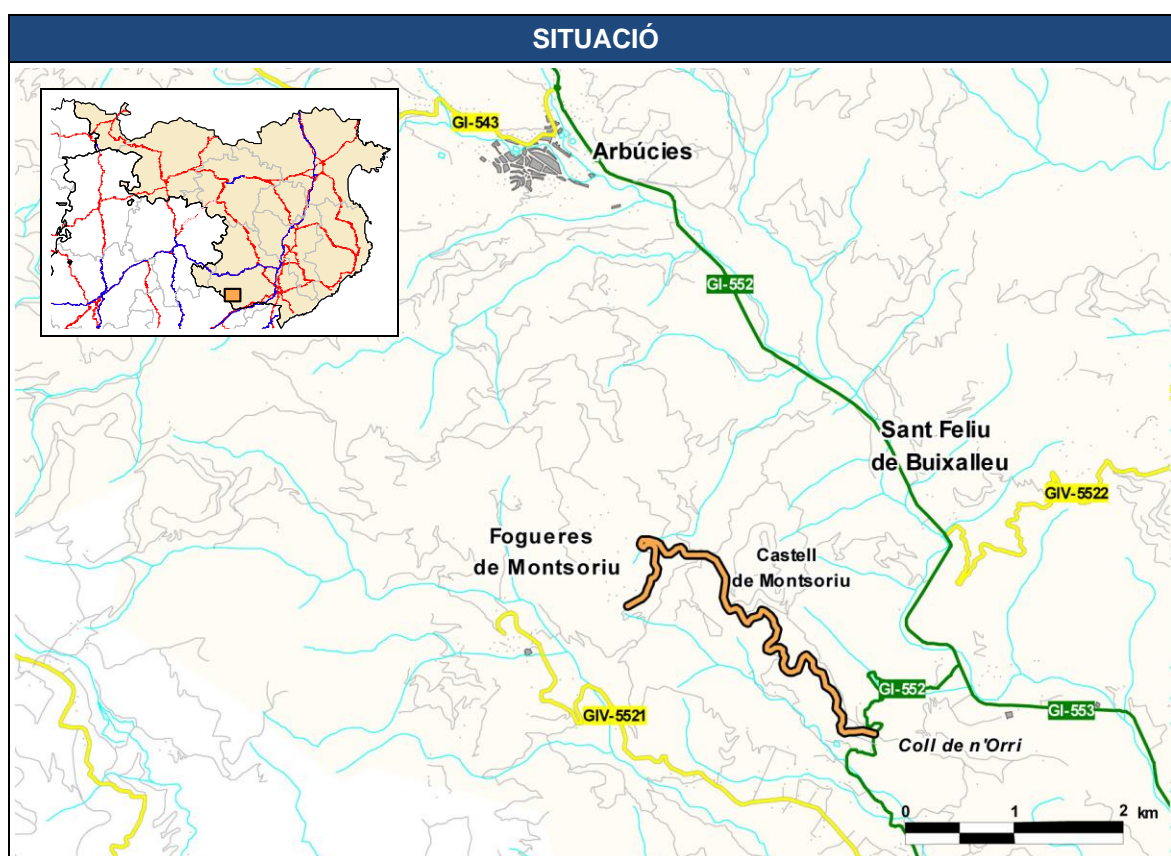 SITUACIÓ
GI-543
Arbúcies
GI-552
Sant Feliu
de Buixalleu
GIV-5522
Fogueres
de Montsoriu
Castell
de Montsoriu
GI-552
GIV-5521
GI-553
Coll de n'Orri
0 1 2 km